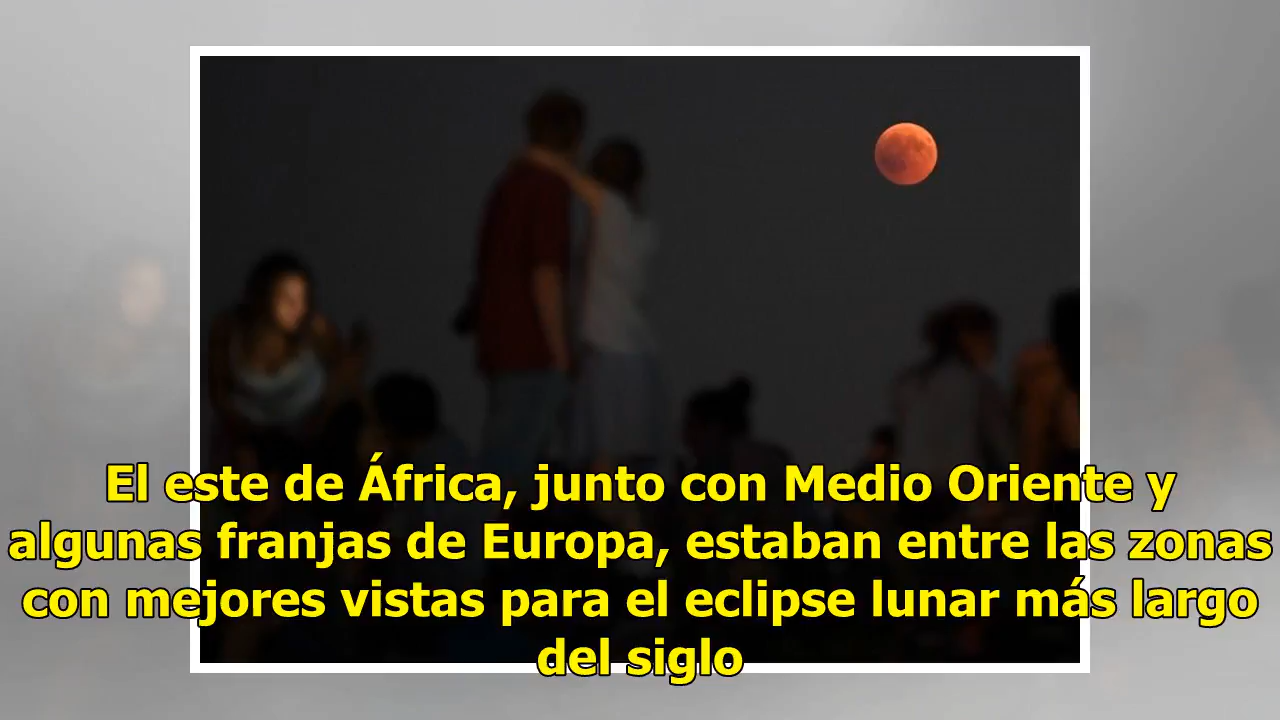 El este de África, junto con Medio Oriente y
algunas franjas de Europa, estaban entre las zonas
con mejores vistas para el eclipse lunar más largo
del siglo